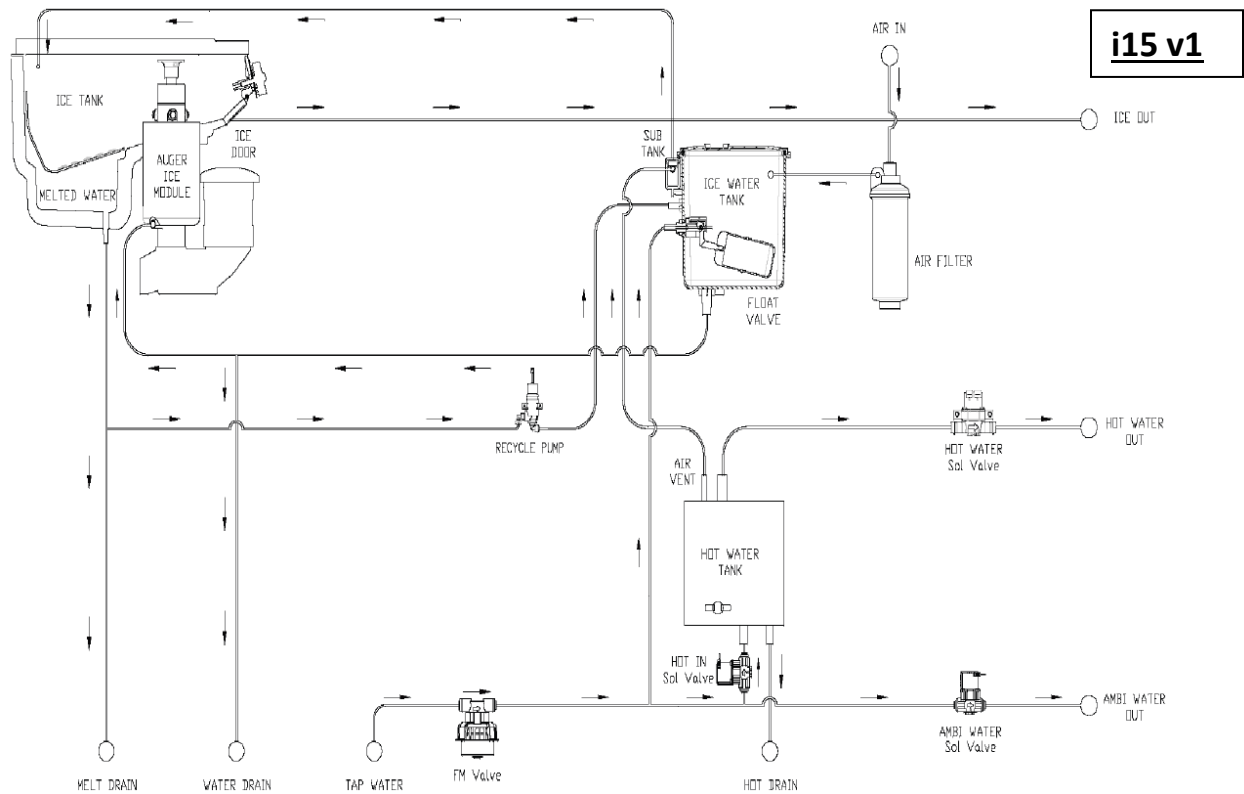 i15 v1
AIR IN
ICE TANK
ICE OUT
ICE
DOOR
SUB
TANK
AUGER
ICE
MODULE
MELTED WATER
ICE WATER
TANK
AIR FILTER
FLOAT
VALVE
RECYCLE PUMP
AIR
VENT
HOT WATER
Sol Valve
HOT WATER
OUT
HOT WATER
TANK
HOT IN
Sol Valve
AMBI WATER
Sol Valve
AMBI WATER
OUT
MELT DRAIN
WATER DRAIN
TAP WATER
FM Valve
HOT DRAIN